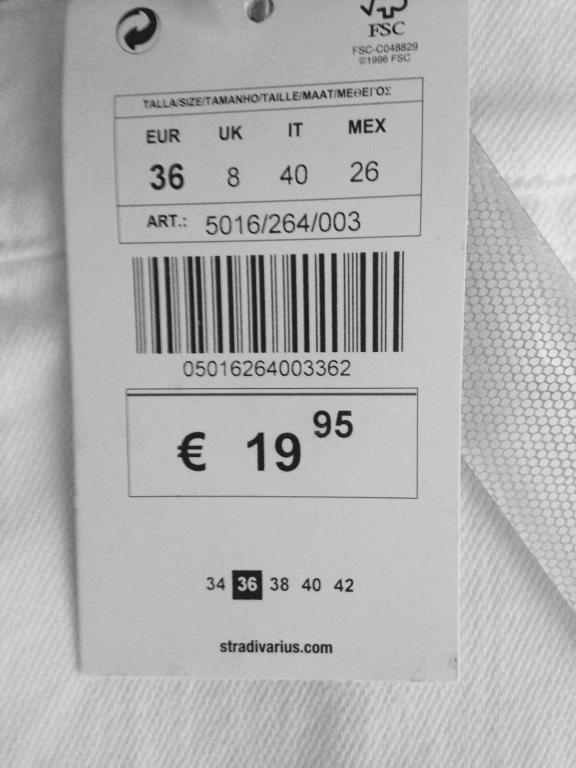 FSC
FSC-C048829
©1996 FSC
TALLA/SIZE/TAMANHO/TAILLE/MAAT/ΜΕΘΕΓΟΣ
EUR UK IT MEX
36 8 40 26
ART.: 5016/264/003
05016264003362
€ 19 95
34 36 38 40 42
stradivarius.com